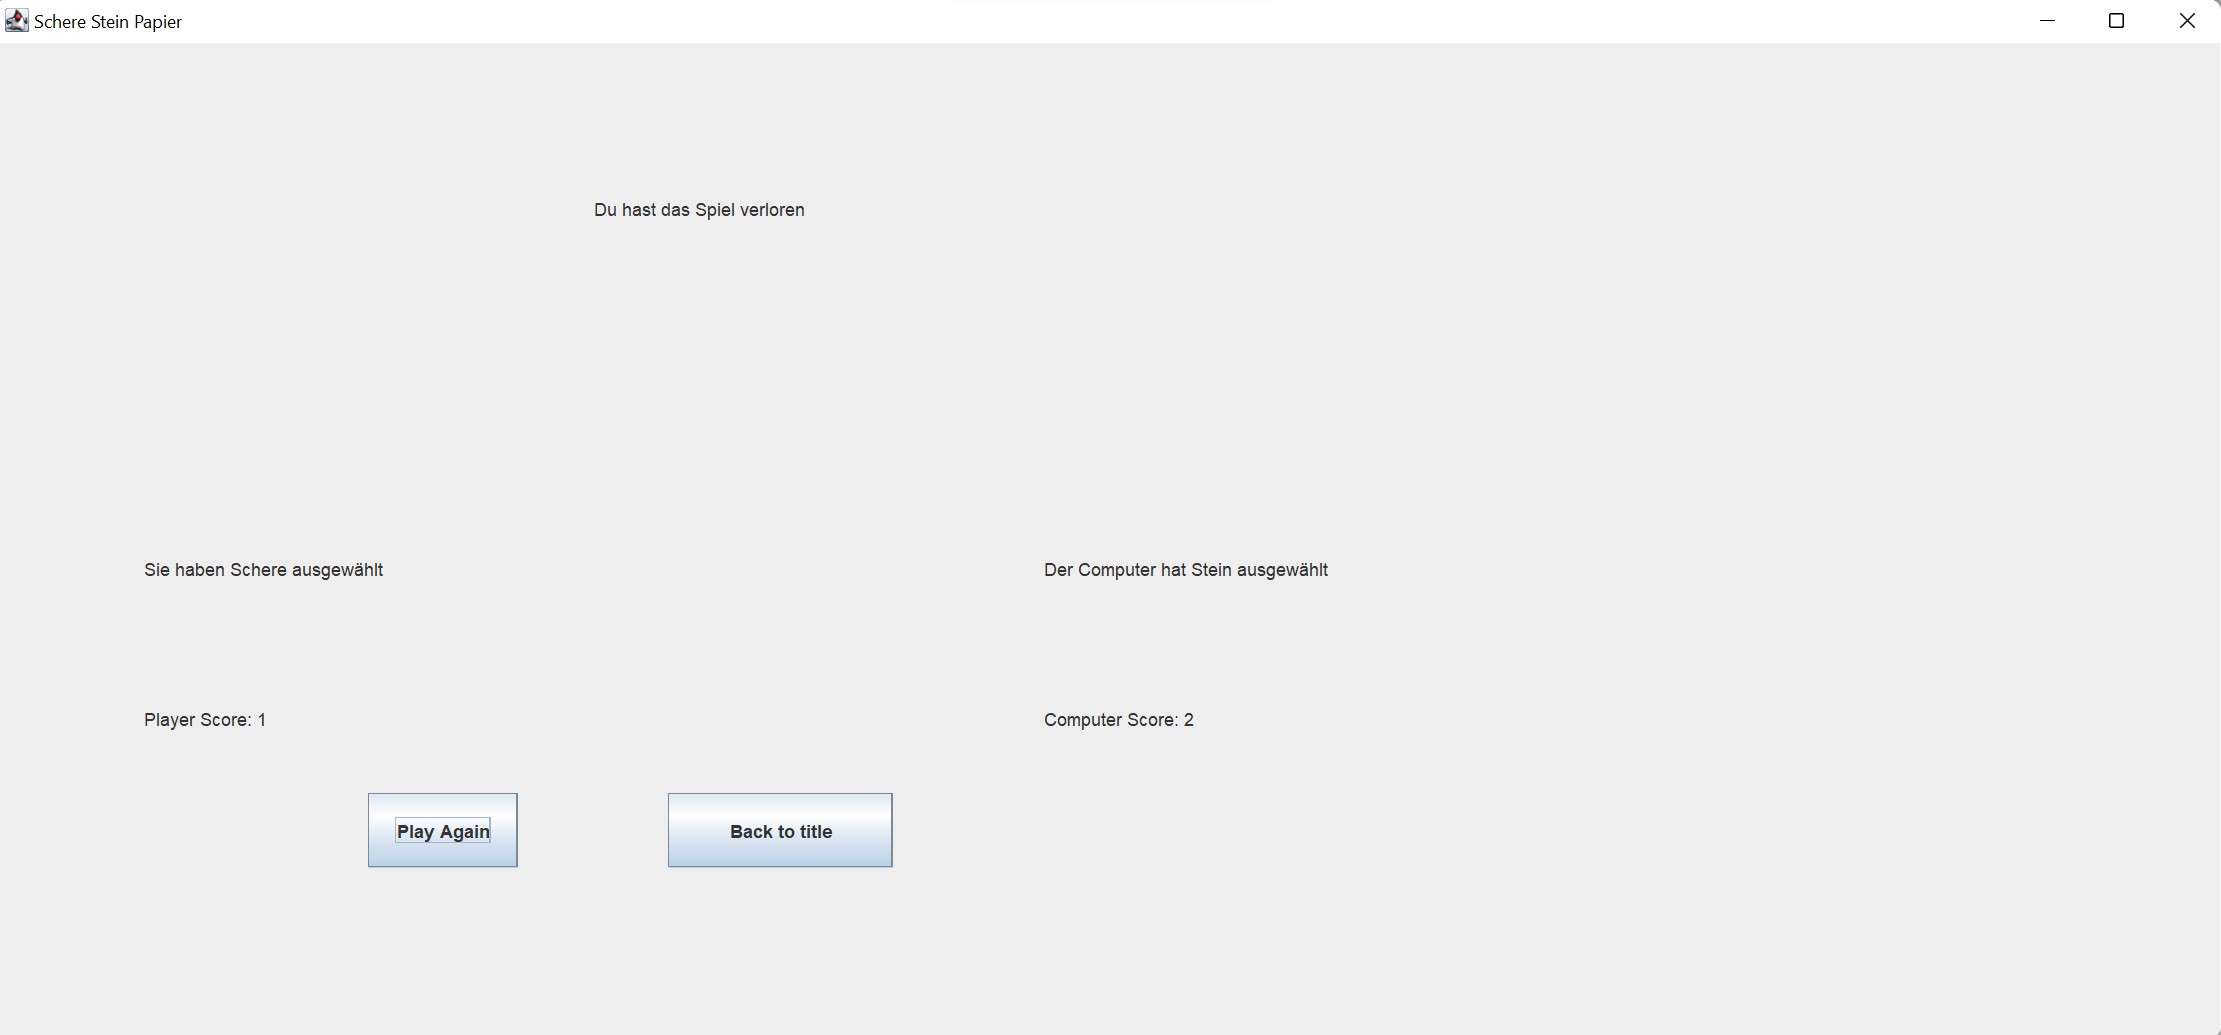 Schere Stein Papier
Du hast das Spiel verloren
Sie haben Schere ausgewählt
Der Computer hat Stein ausgewählt
Player Score: 1
Computer Score: 2
Play Again
Back to title